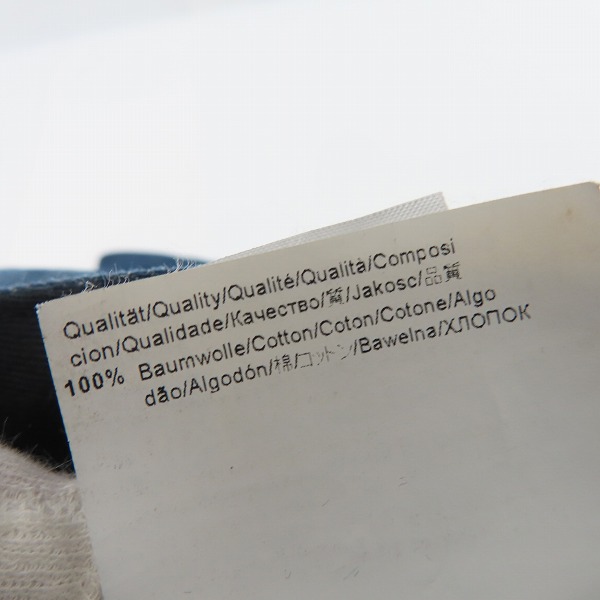 Qualität/Quality/Qualité/Qualità/Composi
cion/Qualidade/Качество/質/Jakosc/品質
100% Baumwolle/Cotton/Coton/Cotone/Algo
dão/Algodón/棉/コットン/Bawelna/ХЛОПОК